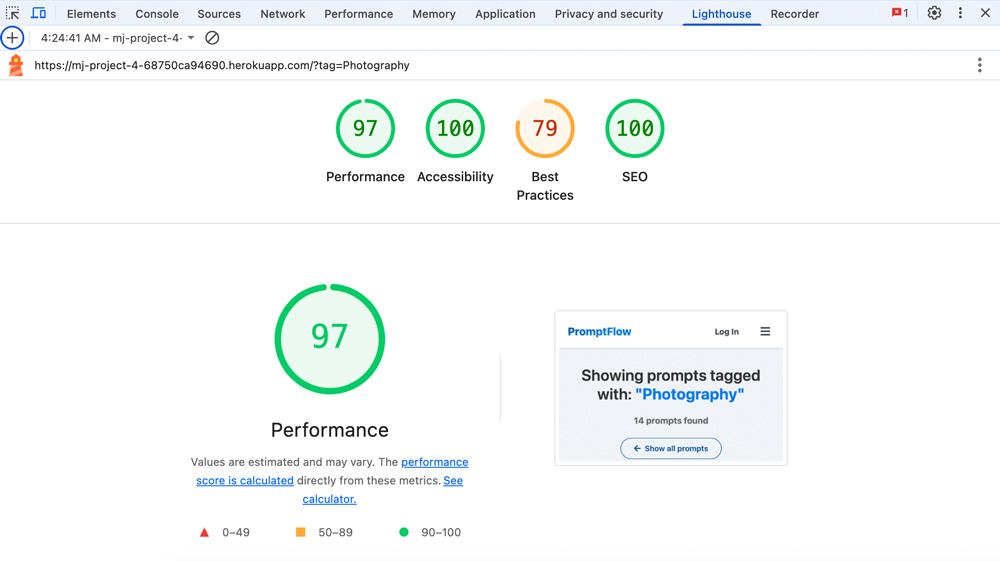 Elements Console Sources Network Performance Memory Application Privacy and security Lighthouse Recorder 1
4:24:41 AM - mj-project-4-
https://mj-project-4-68750ca94690.herokuapp.com/?tag=Photography
97 100 79 100
Performance Accessibility Best Practices SEO
97
Performance
Values are estimated and may vary. The performance
score is calculated directly from these metrics. See
calculator.
0–49 50–89 90–100
PromptFlow Log In
Showing prompts tagged
with: "Photography"
14 prompts found
← Show all prompts